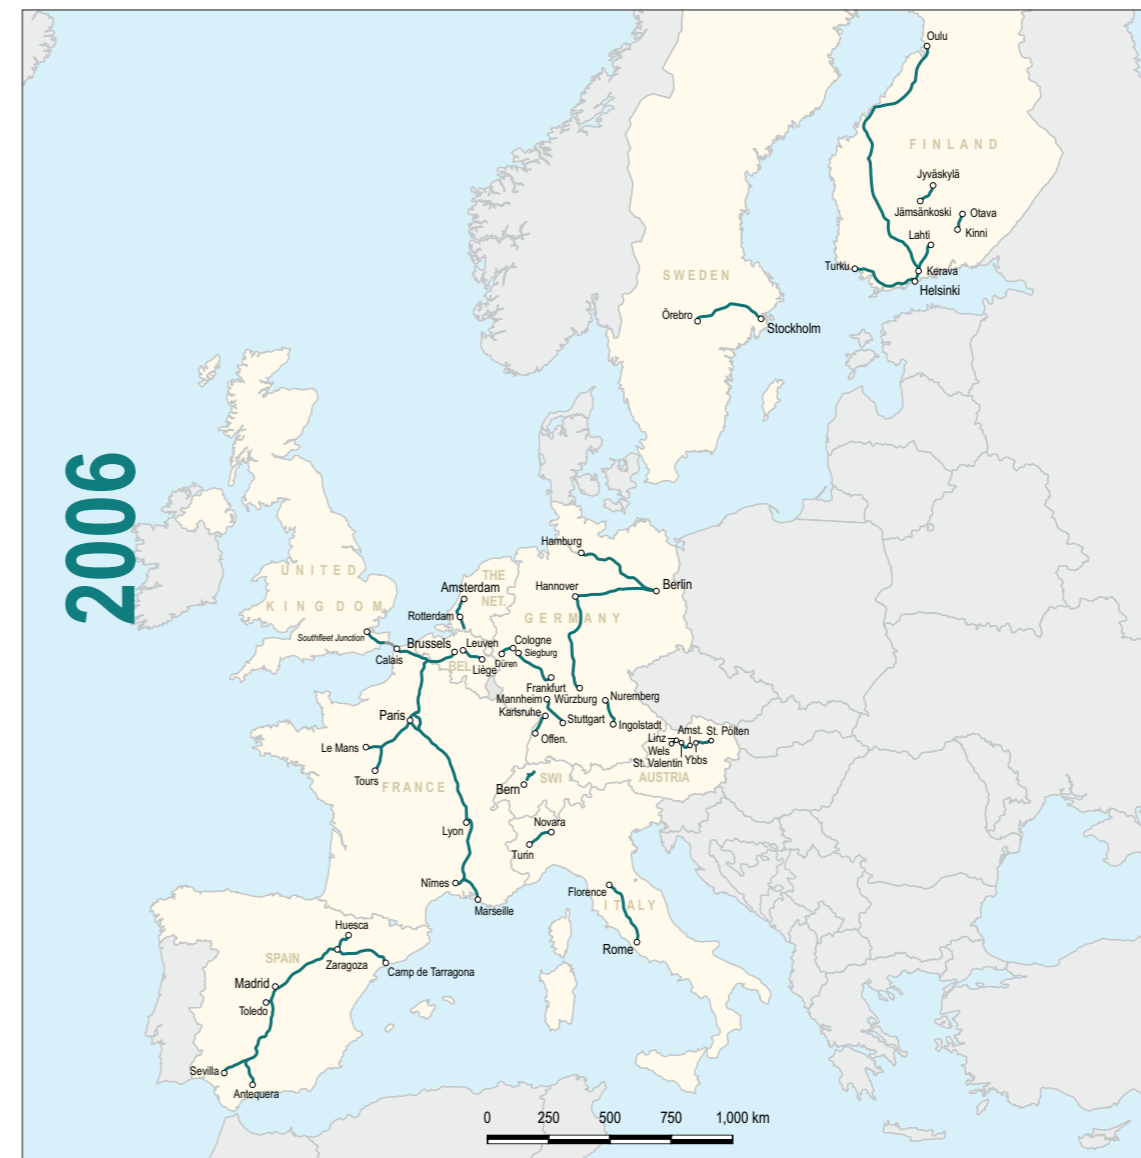 2006
Oulu
FINLAND
Jyväskylä
Jämsänkoski
Otava
Kinni
Lahti
Turku
Kerava
Helsinki
SWEDEN
Örebro
Stockholm
UNITED
KINGDOM
Southfleet Junction
Calais
THE
NET.
Amsterdam
Rotterdam
Brussels
Leuven
BEL
Liège
Hamburg
Hannover
Berlin
GERMANY
Cologne
Siegburg
Düren
Frankfurt
Würzburg
Mannheim
Karlsruhe
Nuremberg
Stuttgart
Ingolstadt
Offen.
Paris
Le Mans
Tours
FRANCE
Linz
Amst.
St. Pölten
Wels
St. Valentin
Ybbs
AUSTRIA
SWI
Bern
Novara
Turin
Lyon
Nîmes
Marseille
Florence
ITALY
Rome
Huesca
SPAIN
Zaragoza
Camp de Tarragona
Madrid
Toledo
Sevilla
Antequera
0 250 500 750 1,000 km